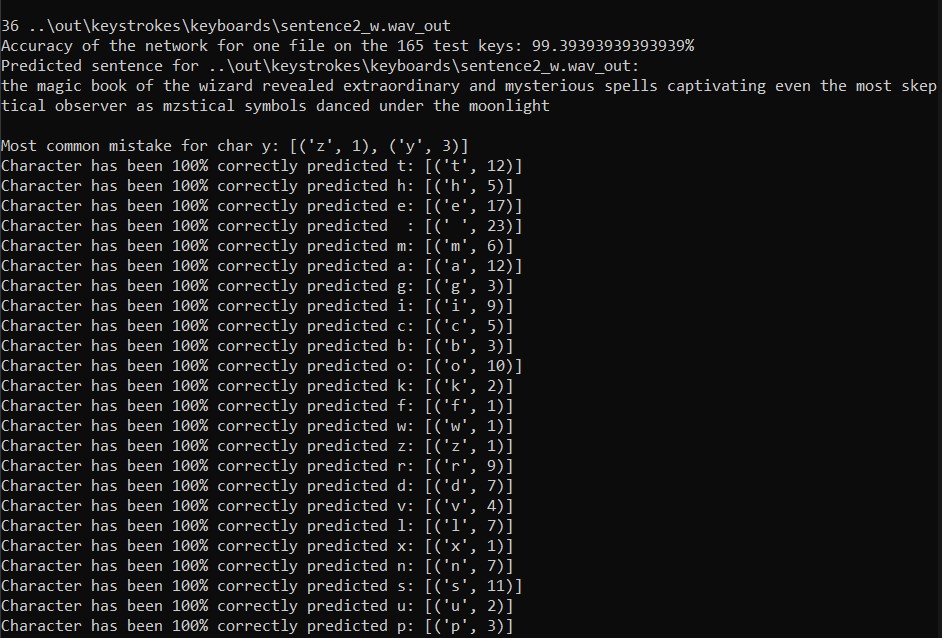 36 ..\out\keystrokes\keyboards\sentence2_w.wav_out
Accuracy of the network for one file on the 165 test keys: 99.39393939393939%
Predicted sentence for ..\out\keystrokes\keyboards\sentence2_w.wav_out:
the magic book of the wizard revealed extraordinary and mysterious spells captivating even the most skep
tical observer as mzstical symbols danced under the moonlight
Most common mistake for char y: [('z', 1), ('y', 3)]
Character has been 100% correctly predicted t: [('t', 12)]
Character has been 100% correctly predicted h: [('h', 5)]
Character has been 100% correctly predicted e: [('e', 17)]
Character has been 100% correctly predicted  : [(' ', 23)]
Character has been 100% correctly predicted m: [('m', 6)]
Character has been 100% correctly predicted a: [('a', 12)]
Character has been 100% correctly predicted g: [('g', 3)]
Character has been 100% correctly predicted i: [('i', 9)]
Character has been 100% correctly predicted c: [('c', 5)]
Character has been 100% correctly predicted b: [('b', 3)]
Character has been 100% correctly predicted o: [('o', 10)]
Character has been 100% correctly predicted k: [('k', 2)]
Character has been 100% correctly predicted f: [('f', 1)]
Character has been 100% correctly predicted w: [('w', 1)]
Character has been 100% correctly predicted z: [('z', 1)]
Character has been 100% correctly predicted r: [('r', 9)]
Character has been 100% correctly predicted d: [('d', 7)]
Character has been 100% correctly predicted v: [('v', 4)]
Character has been 100% correctly predicted l: [('l', 7)]
Character has been 100% correctly predicted x: [('x', 1)]
Character has been 100% correctly predicted n: [('n', 7)]
Character has been 100% correctly predicted s: [('s', 11)]
Character has been 100% correctly predicted u: [('u', 2)]
Character has been 100% correctly predicted p: [('p', 3)]